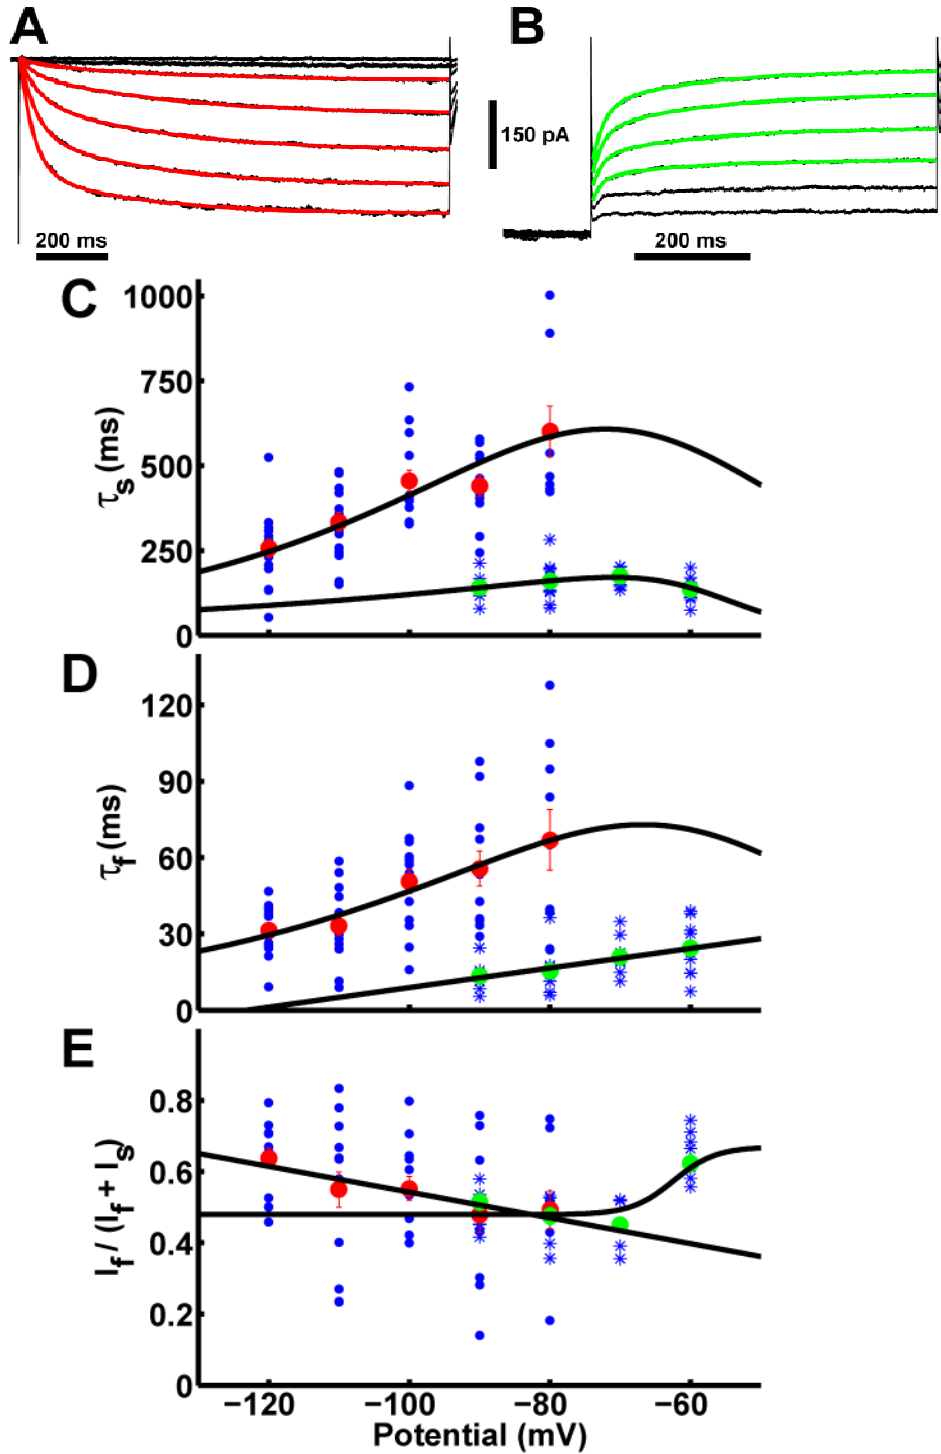 A
B
150 pA
200 ms
200 ms
C
1000
750
500
250
0
τs (ms)
D
120
90
60
30
0
τf (ms)
E
0.8
0.6
0.4
0.2
0
If / (If + Is)
−120 −100 −80 −60
Potential (mV)